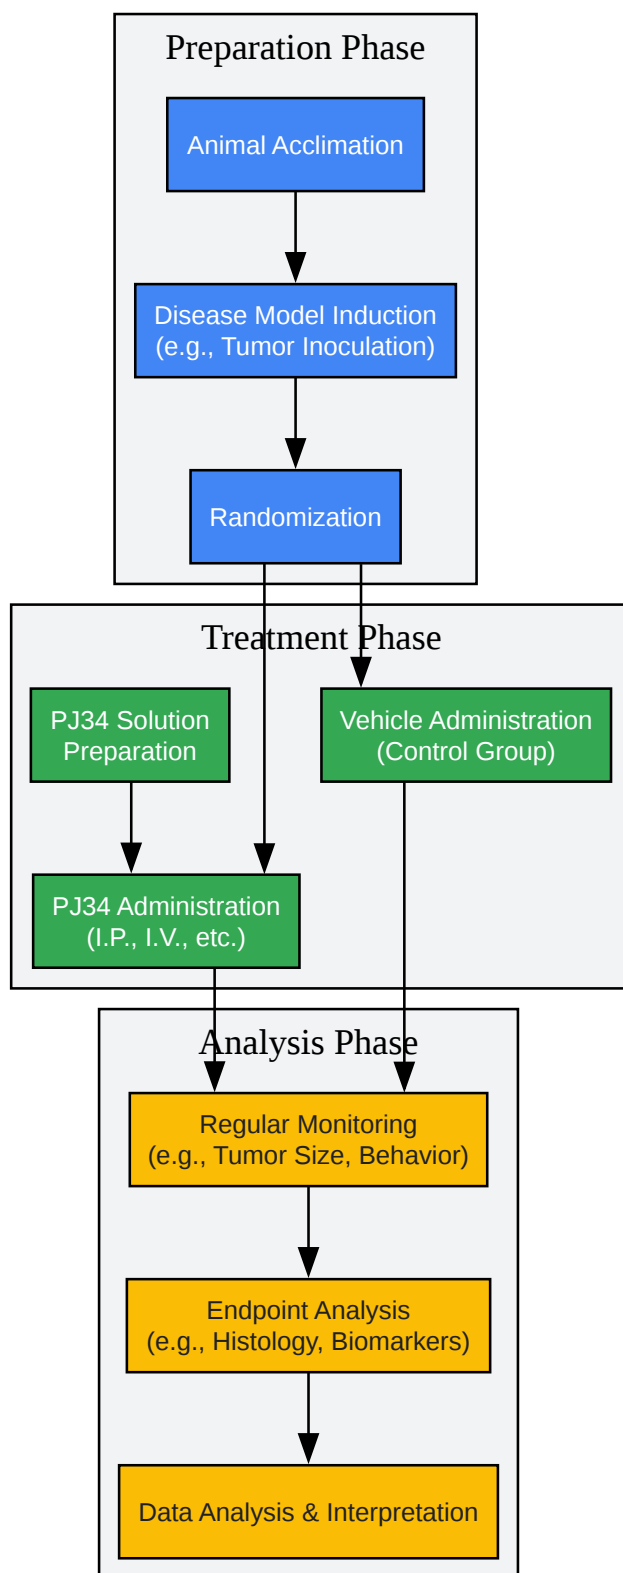 Preparation Phase
Animal Acclimation
Disease Model Induction
(e.g., Tumor Inoculation)
Randomization
Treatment Phase
PJ34 Solution
Preparation
Vehicle Administration
(Control Group)
PJ34 Administration
(I.P., I.V., etc.)
Analysis Phase
Regular Monitoring
(e.g., Tumor Size, Behavior)
Endpoint Analysis
(e.g., Histology, Biomarkers)
Data Analysis & Interpretation